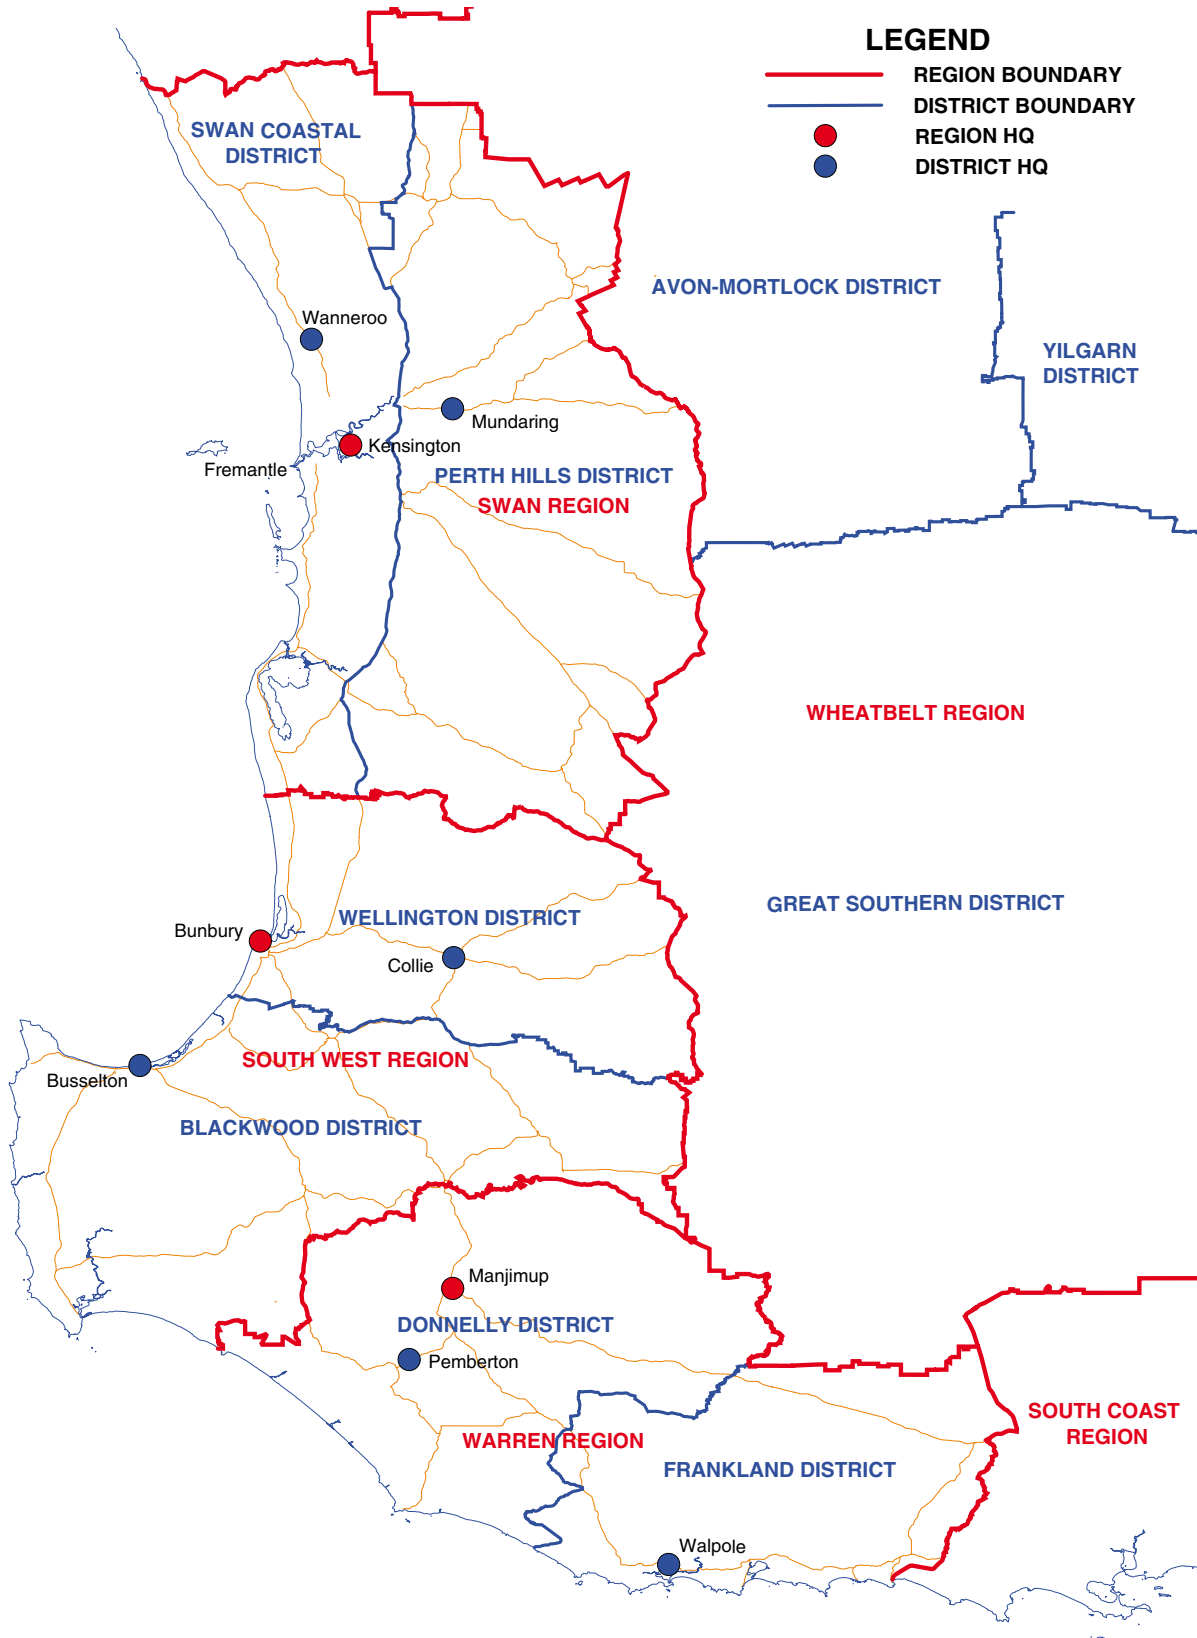 LEGEND
REGION BOUNDARY
DISTRICT BOUNDARY
REGION HQ
DISTRICT HQ
SWAN COASTAL
DISTRICT
AVON-MORTLOCK DISTRICT
Wanneroo
YILGARN
DISTRICT
Mundaring
Kensington
Fremantle
PERTH HILLS DISTRICT
SWAN REGION
WHEATBELT REGION
GREAT SOUTHERN DISTRICT
WELLINGTON DISTRICT
Bunbury
Collie
SOUTH WEST REGION
Busselton
BLACKWOOD DISTRICT
Manjimup
DONNELLY DISTRICT
Pemberton
SOUTH COAST
REGION
WARREN REGION
FRANKLAND DISTRICT
Walpole